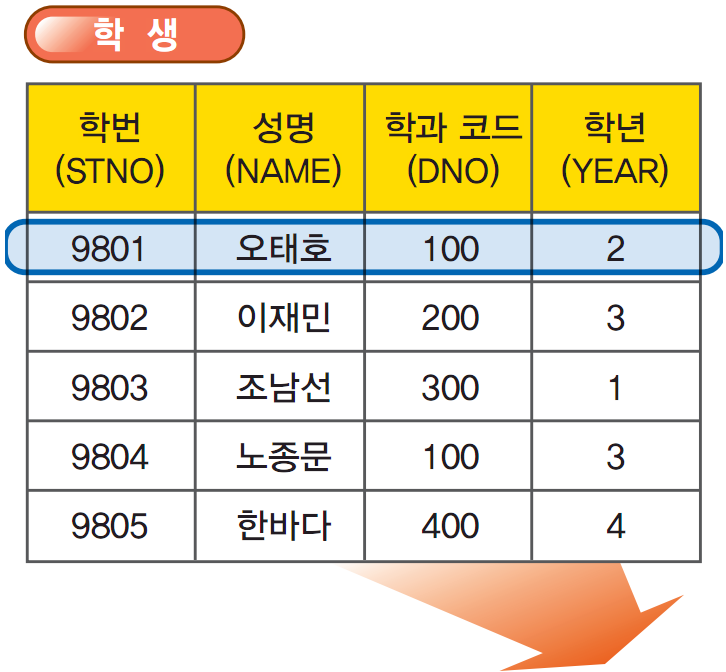 학 생
학번 성명 학과 코드 학년
(STNO) (NAME) (DNO) (YEAR)
9801 오태호 100 2
9802 이재민 200 3
9803 조남선 300 1
9804 노종문 100 3
9805 한바다 400 4